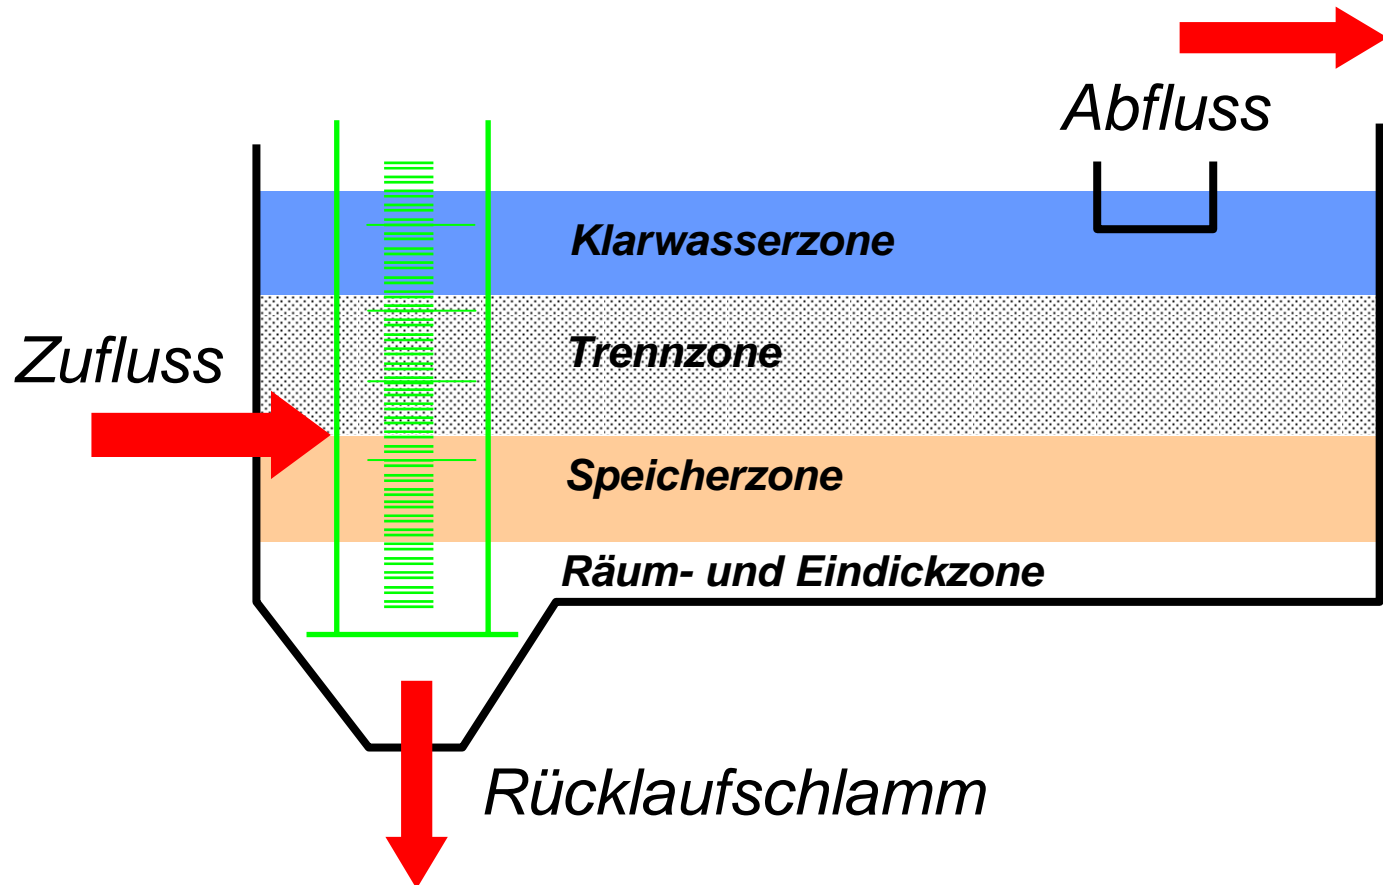 Abfluss
Klarwasserzone
Zufluss
Trennzone
Speicherzone
Räum- und Eindickzone
Rücklaufschlamm